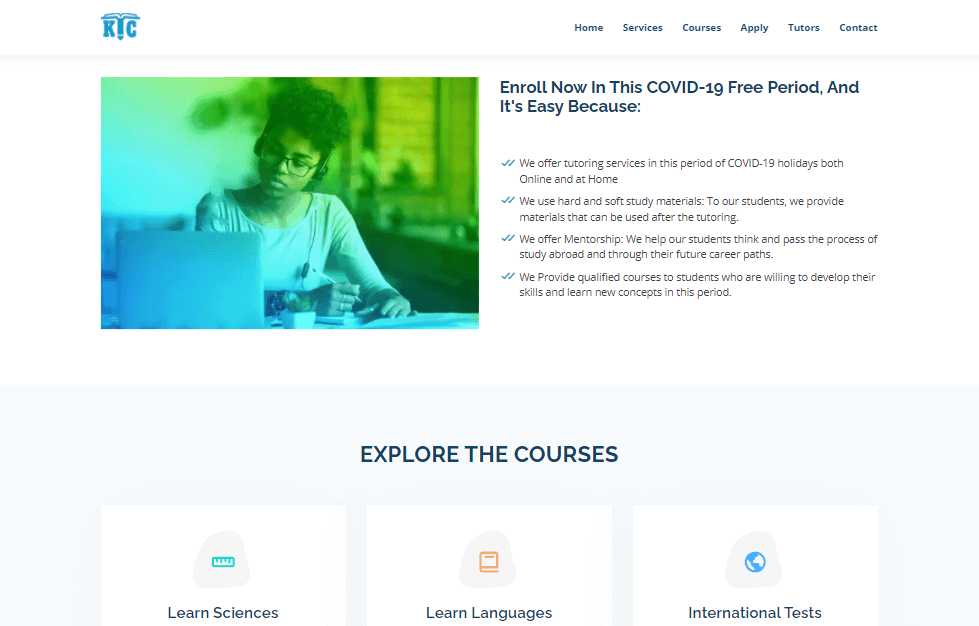 KTC
Home Services Courses Apply Tutors Contact
Enroll Now In This COVID-19 Free Period, And
It's Easy Because:
We offer tutoring services in this period of COVID-19 holidays both
Online and at Home
We use hard and soft study materials: To our students, we provide
materials that can be used after the tutoring.
We offer Mentorship: We help our students think and pass the process of
study abroad and through their future career paths.
We Provide qualified courses to students who are willing to develop their
skills and learn new concepts in this period.
EXPLORE THE COURSES
Learn Sciences Learn Languages International Tests